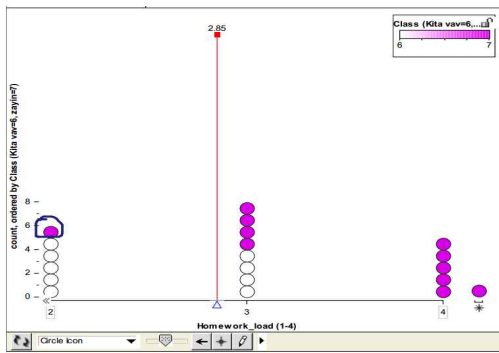 2.85
Class (Kita vav=6,...
6 7
count, ordered by Class (Kita vav=6, zayin=7)
8
6
4
2
0
2 3 4 *
Homework_load (1-4)
Circle Icon